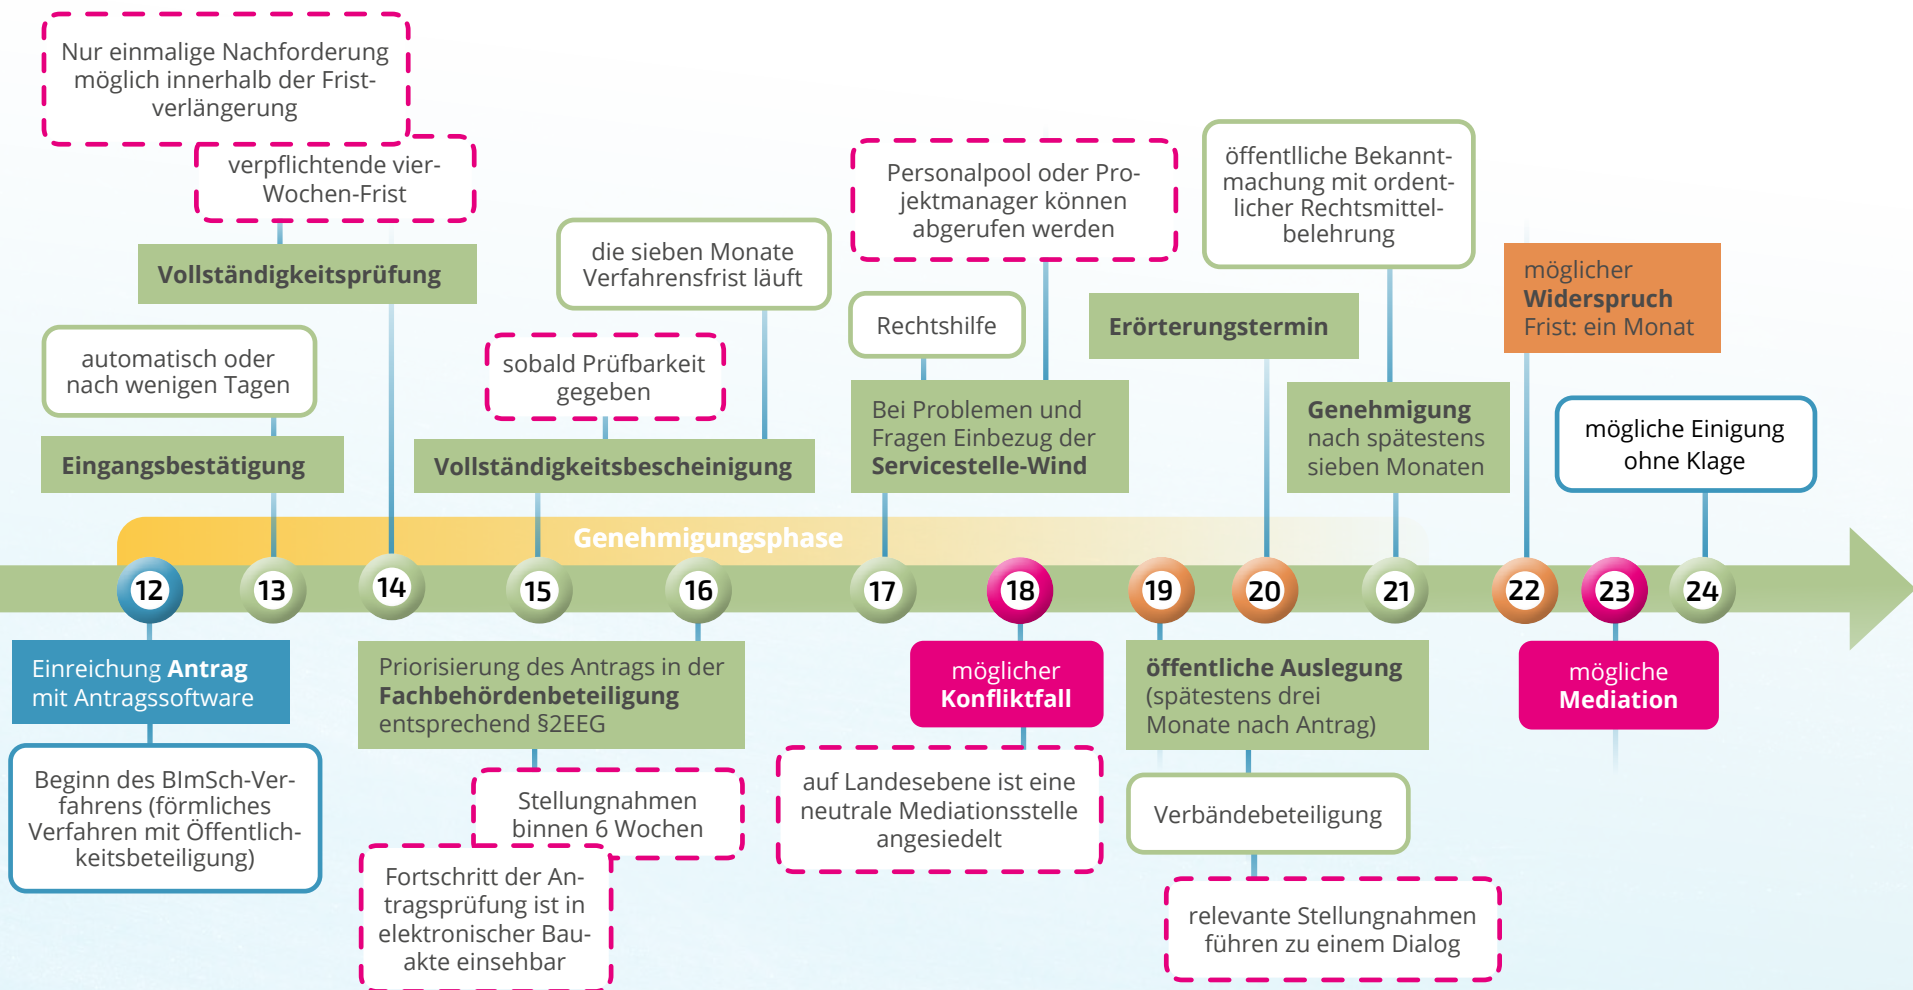 Nur einmalige Nachforderung
möglich innerhalb der Frist-
verlängerung
verpflichtende vier-
Wochen-Frist
Vollständigkeitsprüfung
automatisch oder
nach wenigen Tagen
Eingangsbestätigung
die sieben Monate
Verfahrensfrist läuft
sobald Prüfbarkeit
gegeben
Vollständigkeitsbescheinigung
Personalpool oder Pro-
jektmanager können
abgerufen werden
Rechtshilfe
Bei Problemen und
Fragen Einbezug der
Servicestelle-Wind
Erörterungstermin
öffentlliche Bekannt-
machung mit ordent-
licher Rechtsmittel-
belehrung
Genehmigung
nach spätestens
sieben Monaten
möglicher
Widerspruch
Frist: ein Monat
mögliche Einigung
ohne Klage
Genehmigungsphase
12
13
14
15
16
17
18
19
20
21
22
23
24
Einreichung Antrag
mit Antragssoftware
Beginn des BImSch-Ver-
fahrens (förmliches
Verfahren mit Öffentlich-
keitsbeteiligung)
Priorisierung des Antrags in der
Fachbehördenbeteiligung
entsprechend §2EEG
Stellungnahmen
binnen 6 Wochen
Fortschritt der An-
tragsprüfung ist in
elektronischer Bau-
akte einsehbar
möglicher
Konfliktfall
auf Landesebene ist eine
neutrale Mediationsstelle
angesiedelt
öffentliche Auslegung
(spätestens drei
Monate nach Antrag)
Verbändebeteiligung
relevante Stellungnahmen
führen zu einem Dialog
mögliche
Mediation